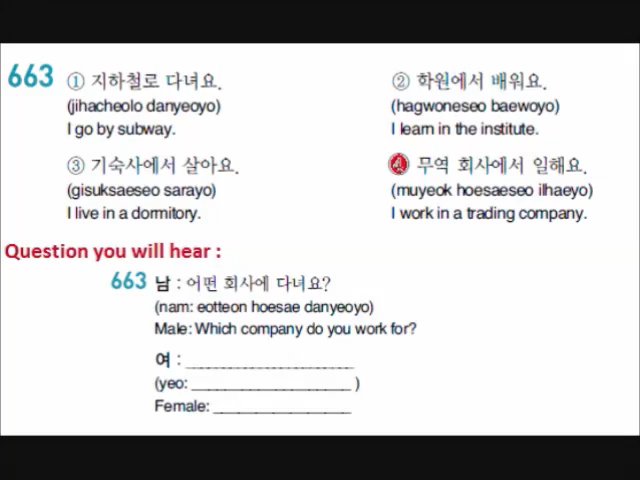 663 ① 지하철로 다녀요. ② 학원에서 배워요.
(jihacheolo danyeoyo) (hagwoneseo baewoyo)
I go by subway. I learn in the institute.
③ 기숙사에서 살아요. ④ 무역 회사에서 일해요.
(gisuksaeseo sarayo) (muyeok hoesaeseo ilhaeyo)
I live in a dormitory. I work in a trading company.
Question you will hear :
663 남 : 어떤 회사에 다녀요?
(nam: eotteon hoesae danyeoyo)
Male: Which company do you work for?
여 : ____________________
(yeo: ____________________ )
Female: _________________